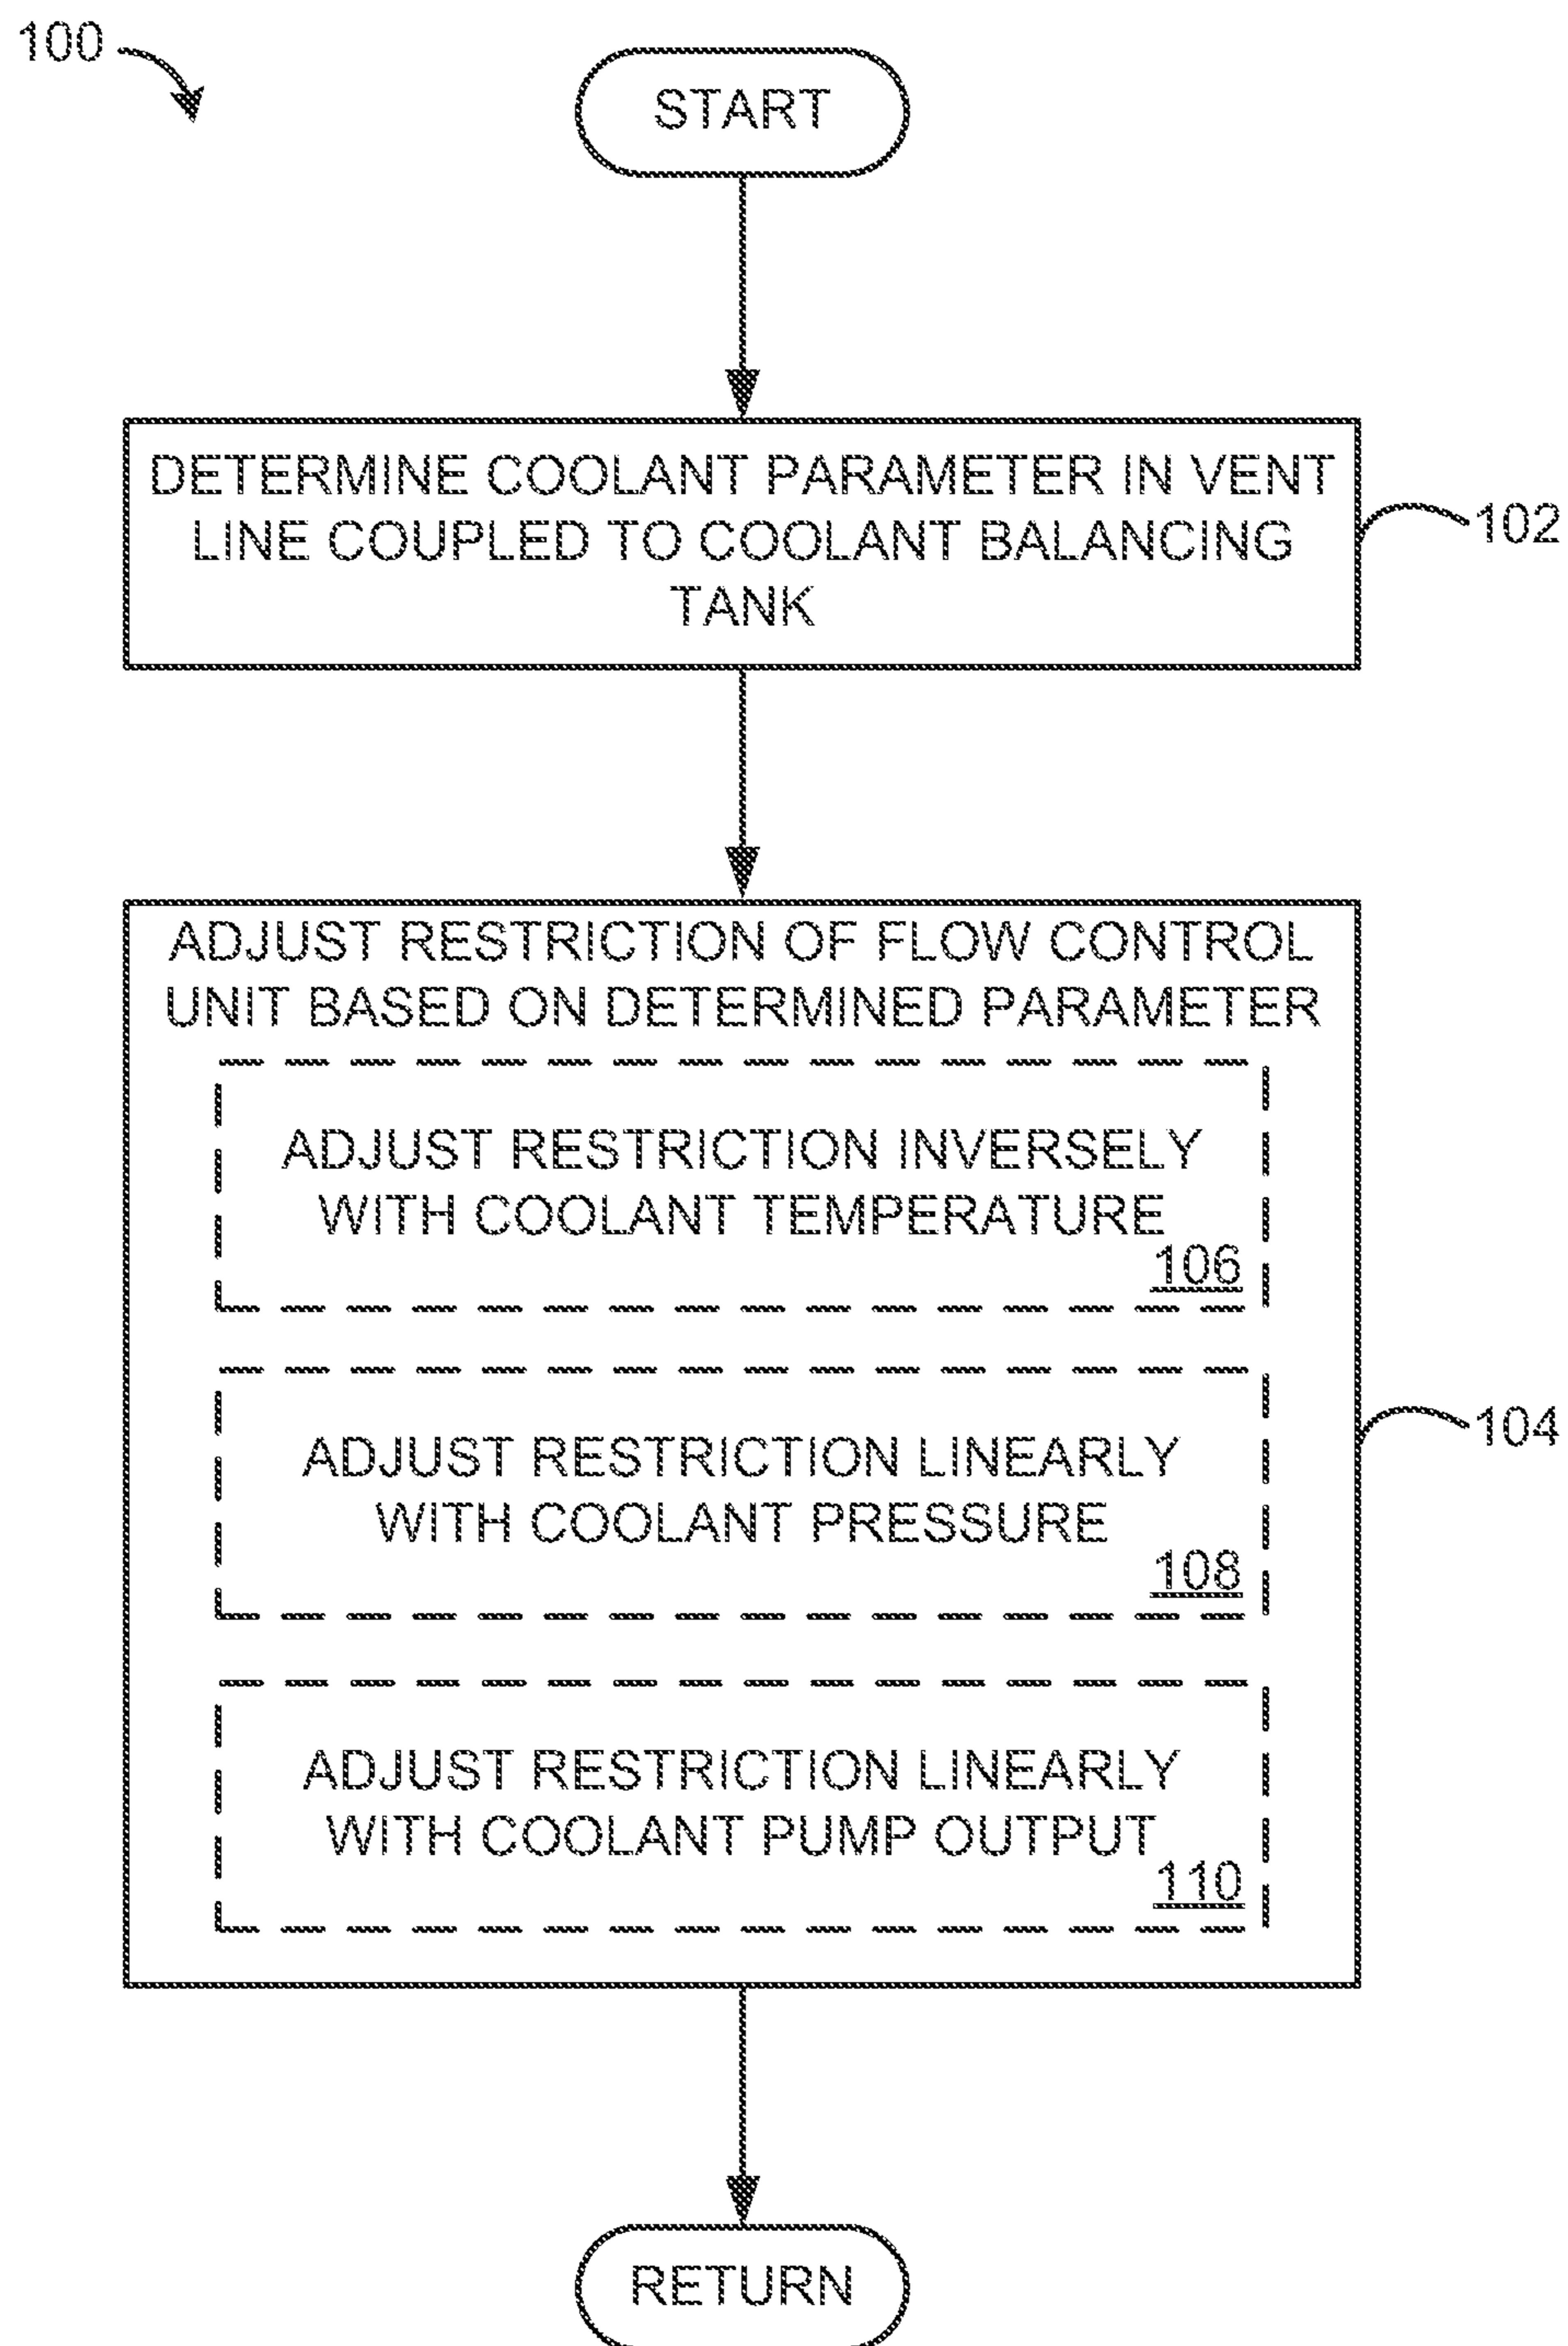 100
START
DETERMINE COOLANT PARAMETER IN VENT
LINE COUPLED TO COOLANT BALANCING
TANK
102
ADJUST RESTRICTION OF FLOW CONTROL
UNIT BASED ON DETERMINED PARAMETER
ADJUST RESTRICTION INVERSELY
WITH COOLANT TEMPERATURE
106
ADJUST RESTRICTION LINEARLY
WITH COOLANT PRESSURE
108
104
ADJUST RESTRICTION LINEARLY
WITH COOLANT PUMP OUTPUT
110
RETURN